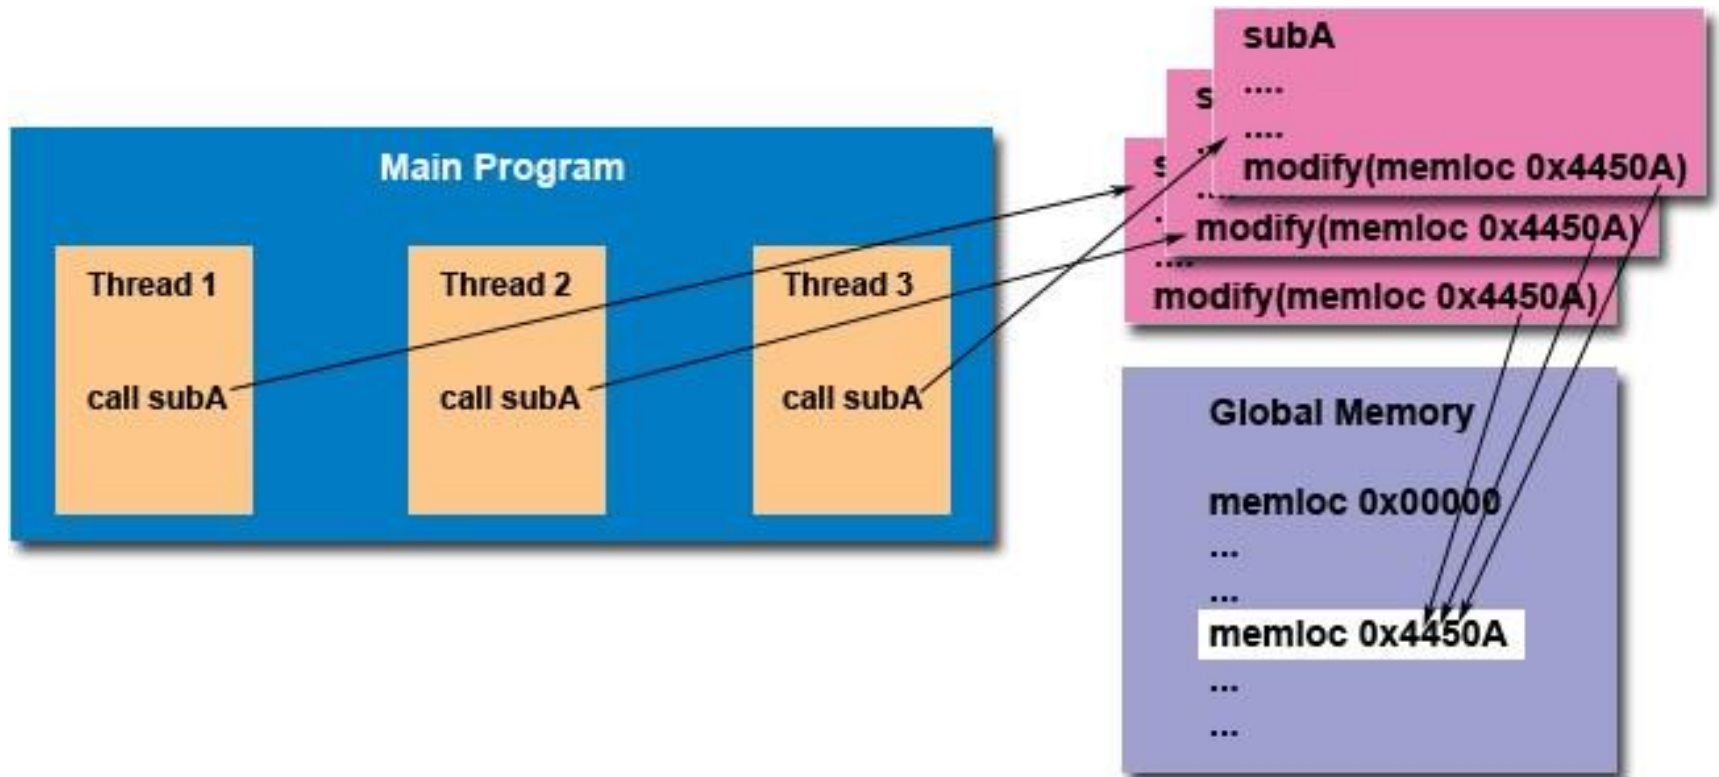 Main Program
Thread 1
call subA
Thread 2
call subA
Thread 3
call subA
subA
....
....
modify(memloc 0x4450A)
s
....
modify(memloc 0x4450A)
s
....
modify(memloc 0x4450A)
Global Memory
memloc 0x00000
...
...
memloc 0x4450A
...
...